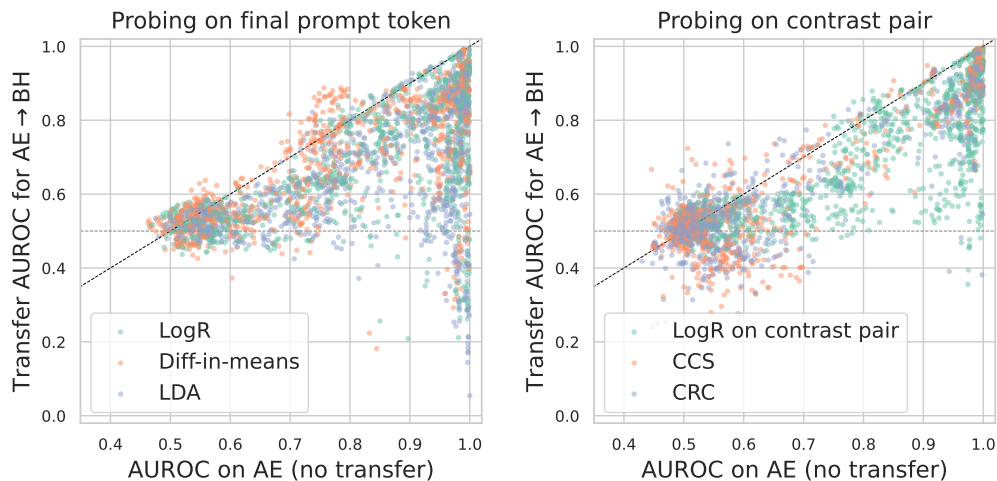 Probing on final prompt token
Transfer AUROC for AE → BH
1.0
0.8
0.6
0.4
0.2
0.0
LogR
Diff-in-means
LDA
0.4 0.5 0.6 0.7 0.8 0.9 1.0
AUROC on AE (no transfer)
Probing on contrast pair
Transfer AUROC for AE → BH
1.0
0.8
0.6
0.4
0.2
0.0
LogR on contrast pair
CCS
CRC
0.4 0.5 0.6 0.7 0.8 0.9 1.0
AUROC on AE (no transfer)